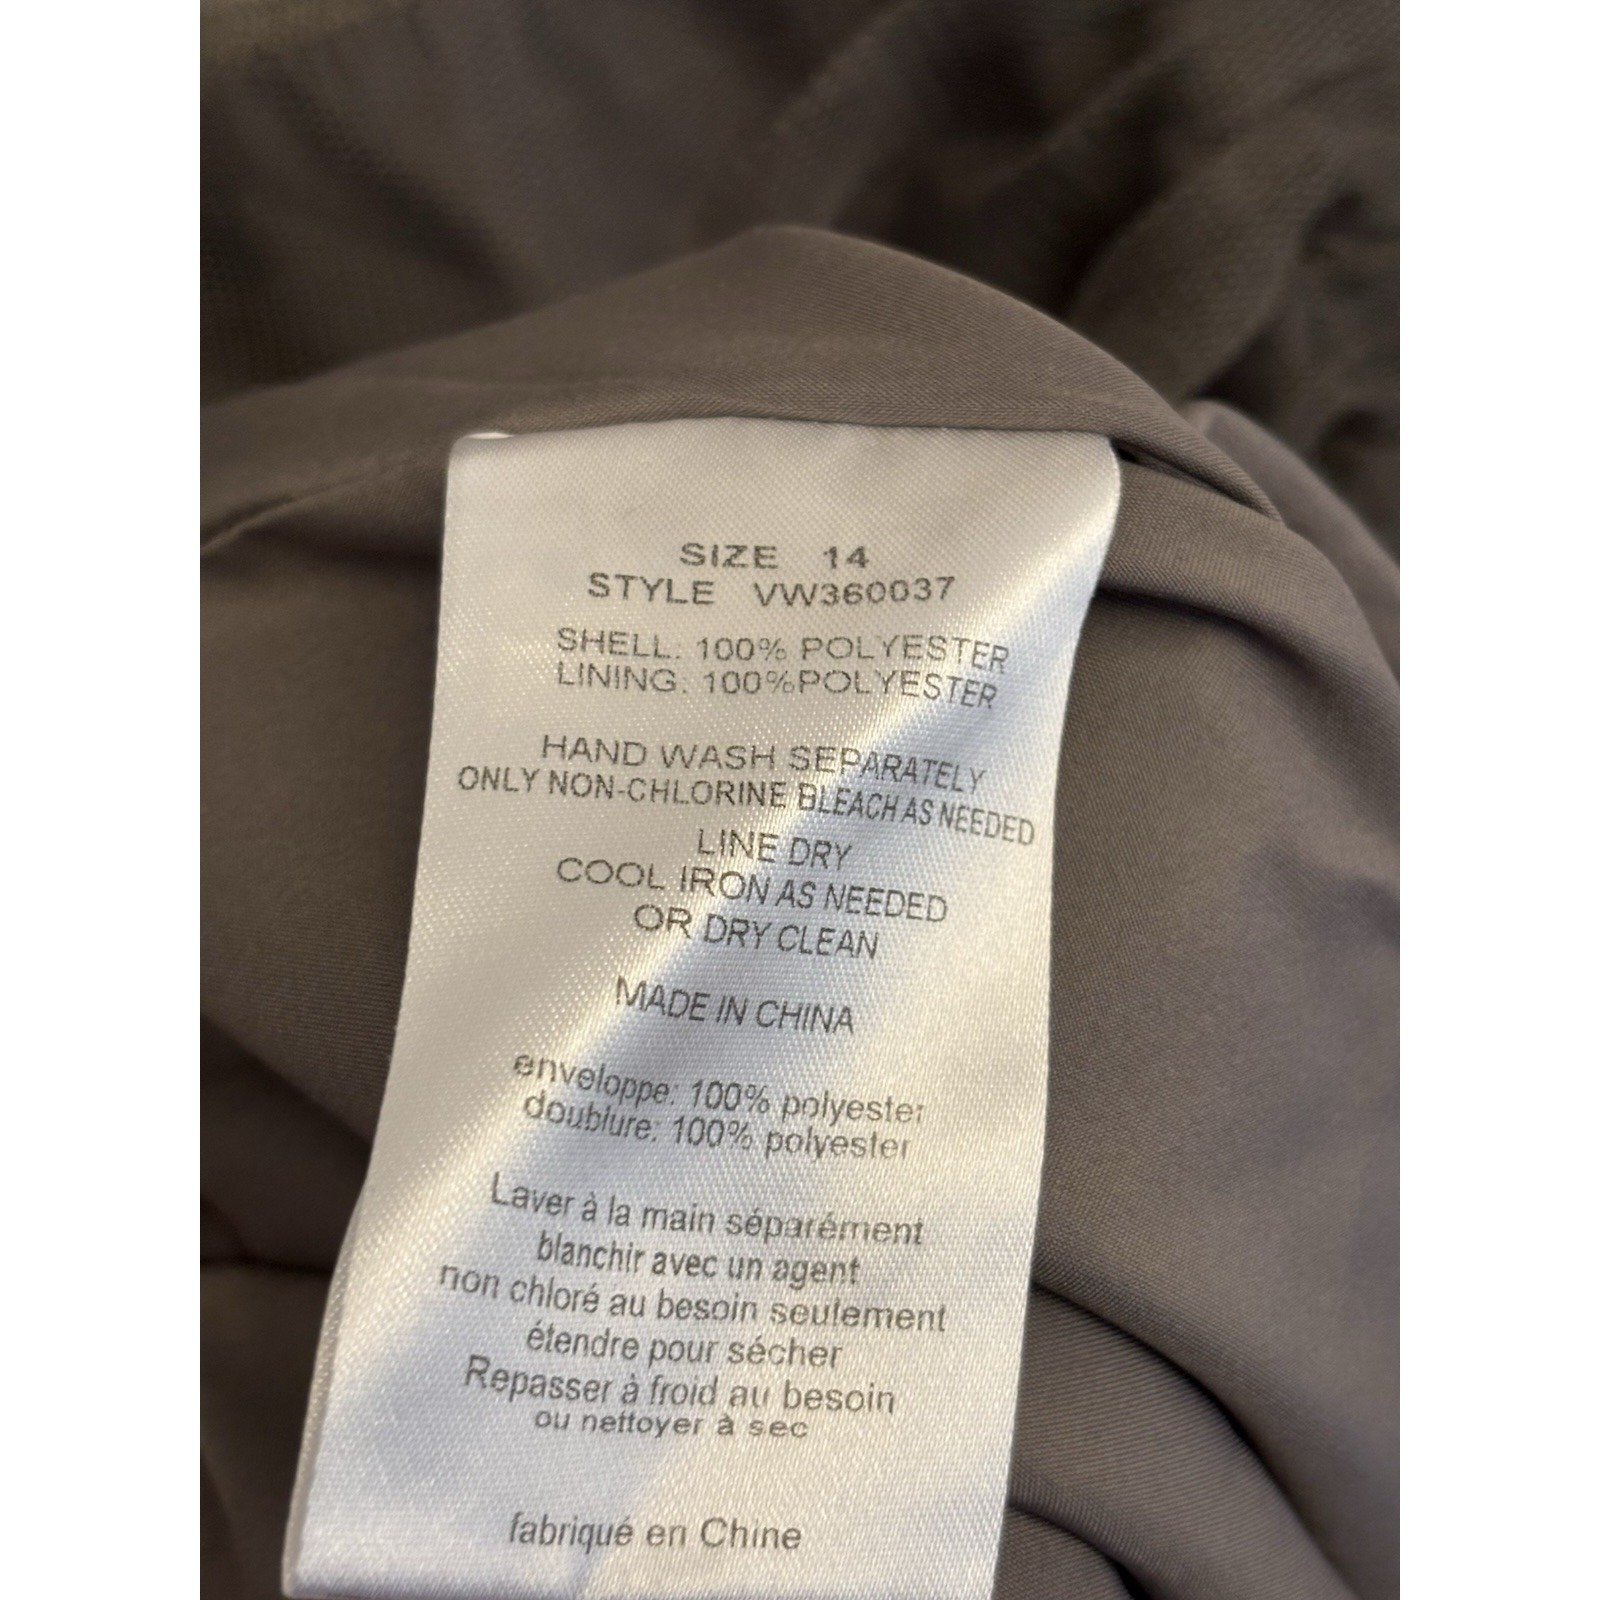 SIZE 14
STYLE VW360037
SHELL: 100% POLYESTER
LINING: 100%POLYESTER
HAND WASH SEPARATELY
ONLY NON-CHLORINE BLEACH AS NEEDED
LINE DRY
COOL IRON AS NEEDED
OR DRY CLEAN
MADE IN CHINA
enveloppe: 100% polyester
doublure: 100% polyester
Laver à la main séparément
blanchir avec un agent
non chloré au besoin seulement
étendre pour sécher
Repasser à froid au besoin
ou nettoyer à sec
fabriqué en Chine